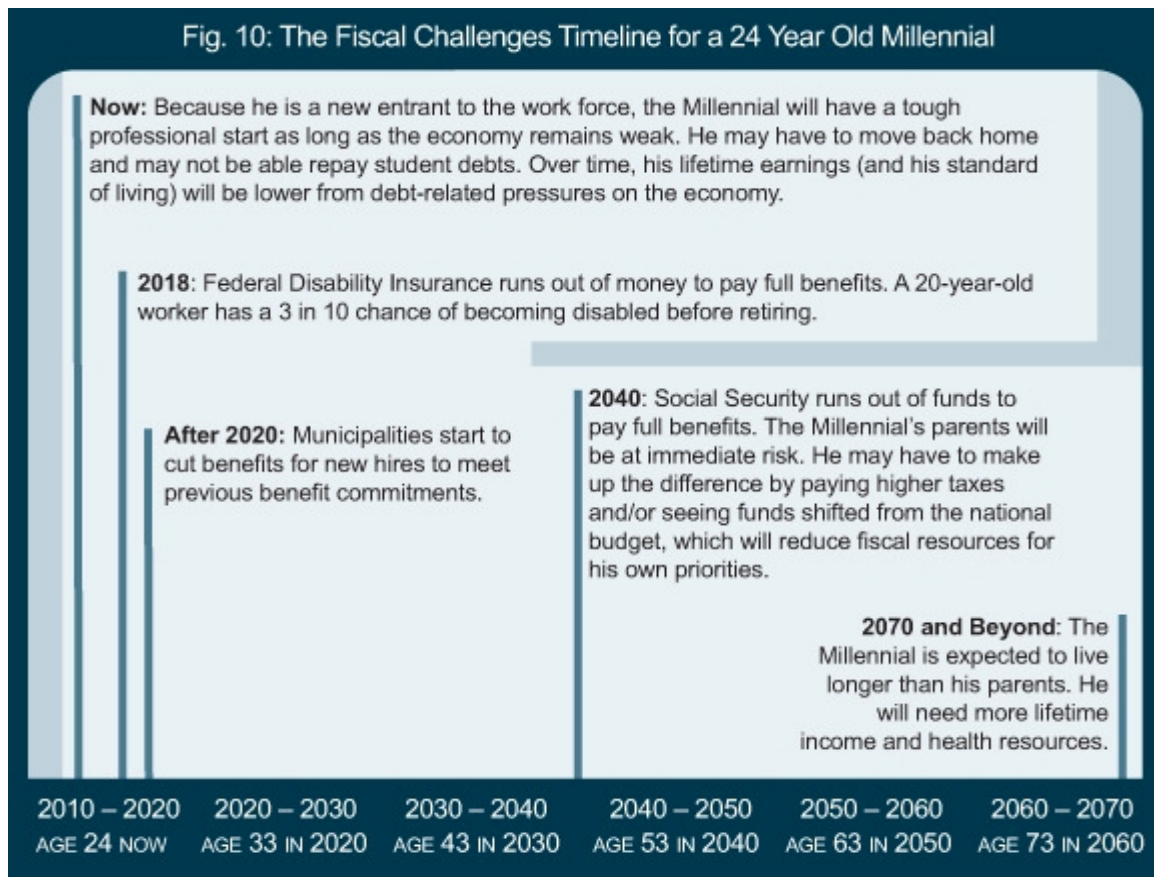 Fig. 10: The Fiscal Challenges Timeline for a 24 Year Old Millennial
Now: Because he is a new entrant to the work force, the Millennial will have a tough
professional start as long as the economy remains weak. He may have to move back home
and may not be able repay student debts. Over time, his lifetime earnings (and his standard
of living) will be lower from debt-related pressures on the economy.
2018: Federal Disability Insurance runs out of money to pay full benefits. A 20-year-old
worker has a 3 in 10 chance of becoming disabled before retiring.
After 2020: Municipalities start to
cut benefits for new hires to meet
previous benefit commitments.
2040: Social Security runs out of funds to
pay full benefits. The Millennial's parents will
be at immediate risk. He may have to make
up the difference by paying higher taxes
and/or seeing funds shifted from the national
budget, which will reduce fiscal resources for
his own priorities.
2070 and Beyond: The
Millennial is expected to live
longer than his parents. He
will need more lifetime
income and health resources.
2010 – 2020 2020 – 2030 2030 – 2040 2040 – 2050 2050 – 2060 2060 – 2070
AGE 24 NOW AGE 33 IN 2020 AGE 43 IN 2030 AGE 53 IN 2040 AGE 63 IN 2050 AGE 73 IN 2060